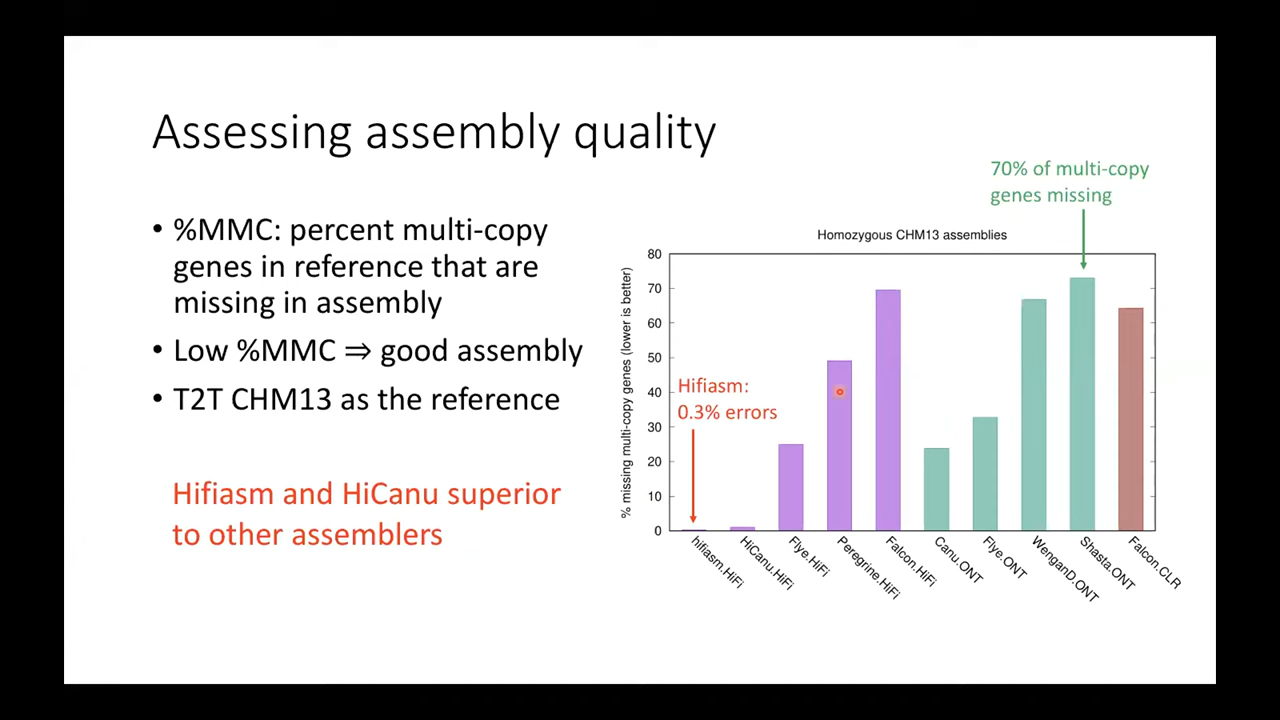 Assessing assembly quality
• %MMC: percent multi-copy
genes in reference that are
missing in assembly
• Low %MMC ⇒ good assembly
• T2T CHM13 as the reference
Hifiasm and HiCanu superior
to other assemblers
70% of multi-copy
genes missing
Homozygous CHM13 assemblies
% missing multi-copy genes (lower is better)
80
70
60
50
40
30
20
10
0
Hifiasm:
0.3% errors
hifiasm.HiFi
HiCanu.HiFi
Flye.HiFi
Peregrine.HiFi
Falcon.HiFi
Canu.ONT
Flye.ONT
WenganD.ONT
Shasta.ONT
Falcon.CLR